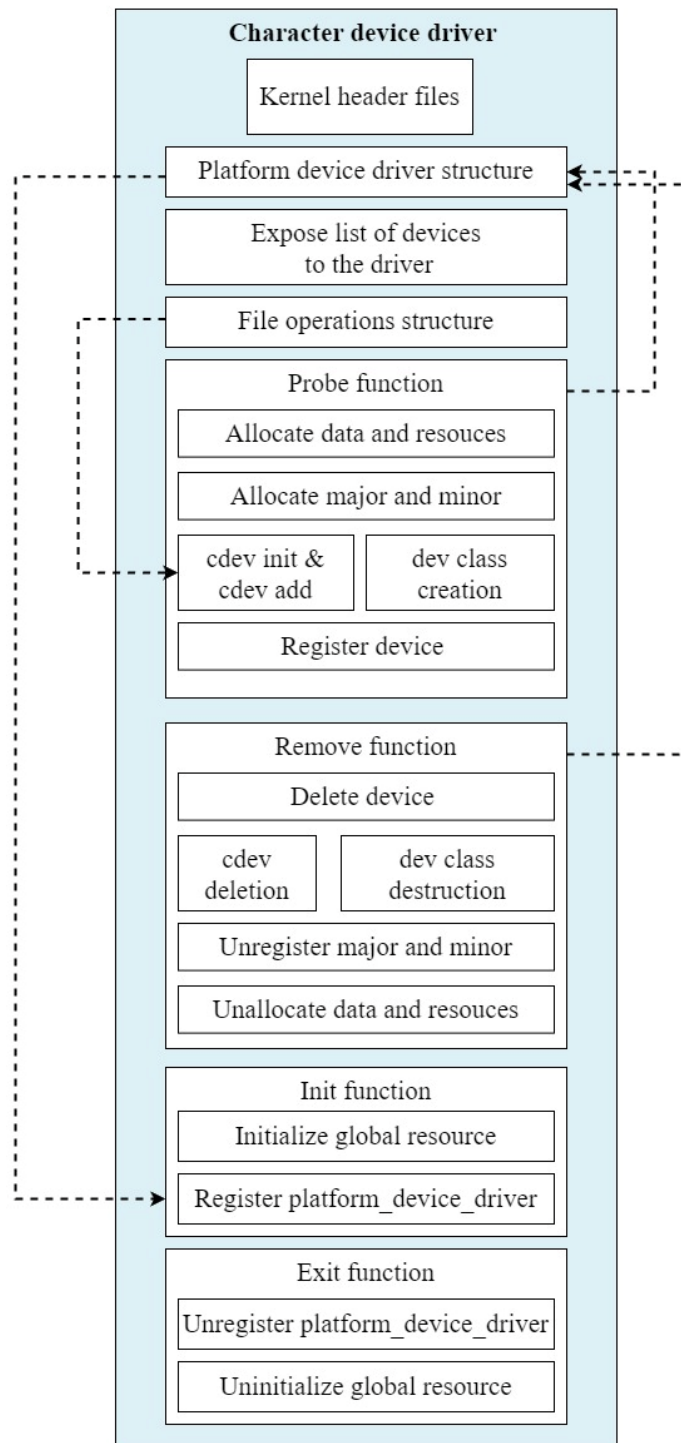 Character device driver
Kernel header files
Platform device driver structure
Expose list of devices
to the driver
File operations structure
Probe function
Allocate data and resouces
Allocate major and minor
cdev init &
cdev add
dev class
creation
Register device
Remove function
Delete device
cdev
deletion
dev class
destruction
Unregister major and minor
Unallocate data and resouces
Init function
Initialize global resource
Register platform_device_driver
Exit function
Unregister platform_device_driver
Uninitialize global resource